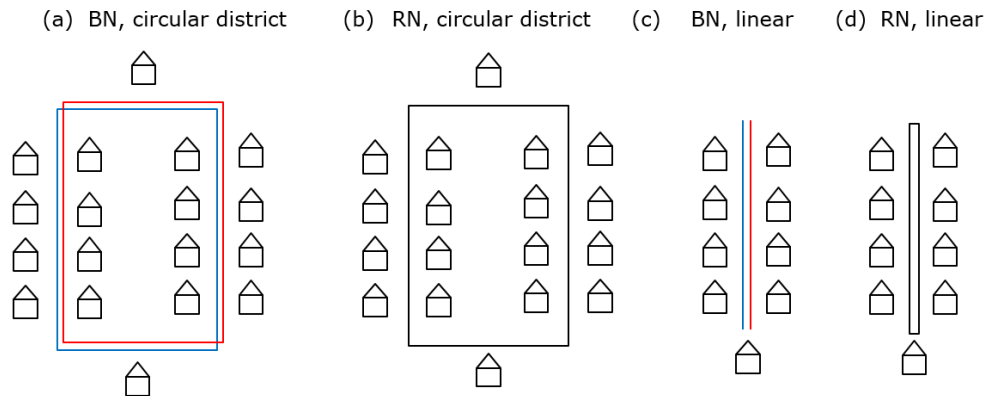 (a) BN, circular district
(b) RN, circular district
(c) BN, linear
(d) RN, linear